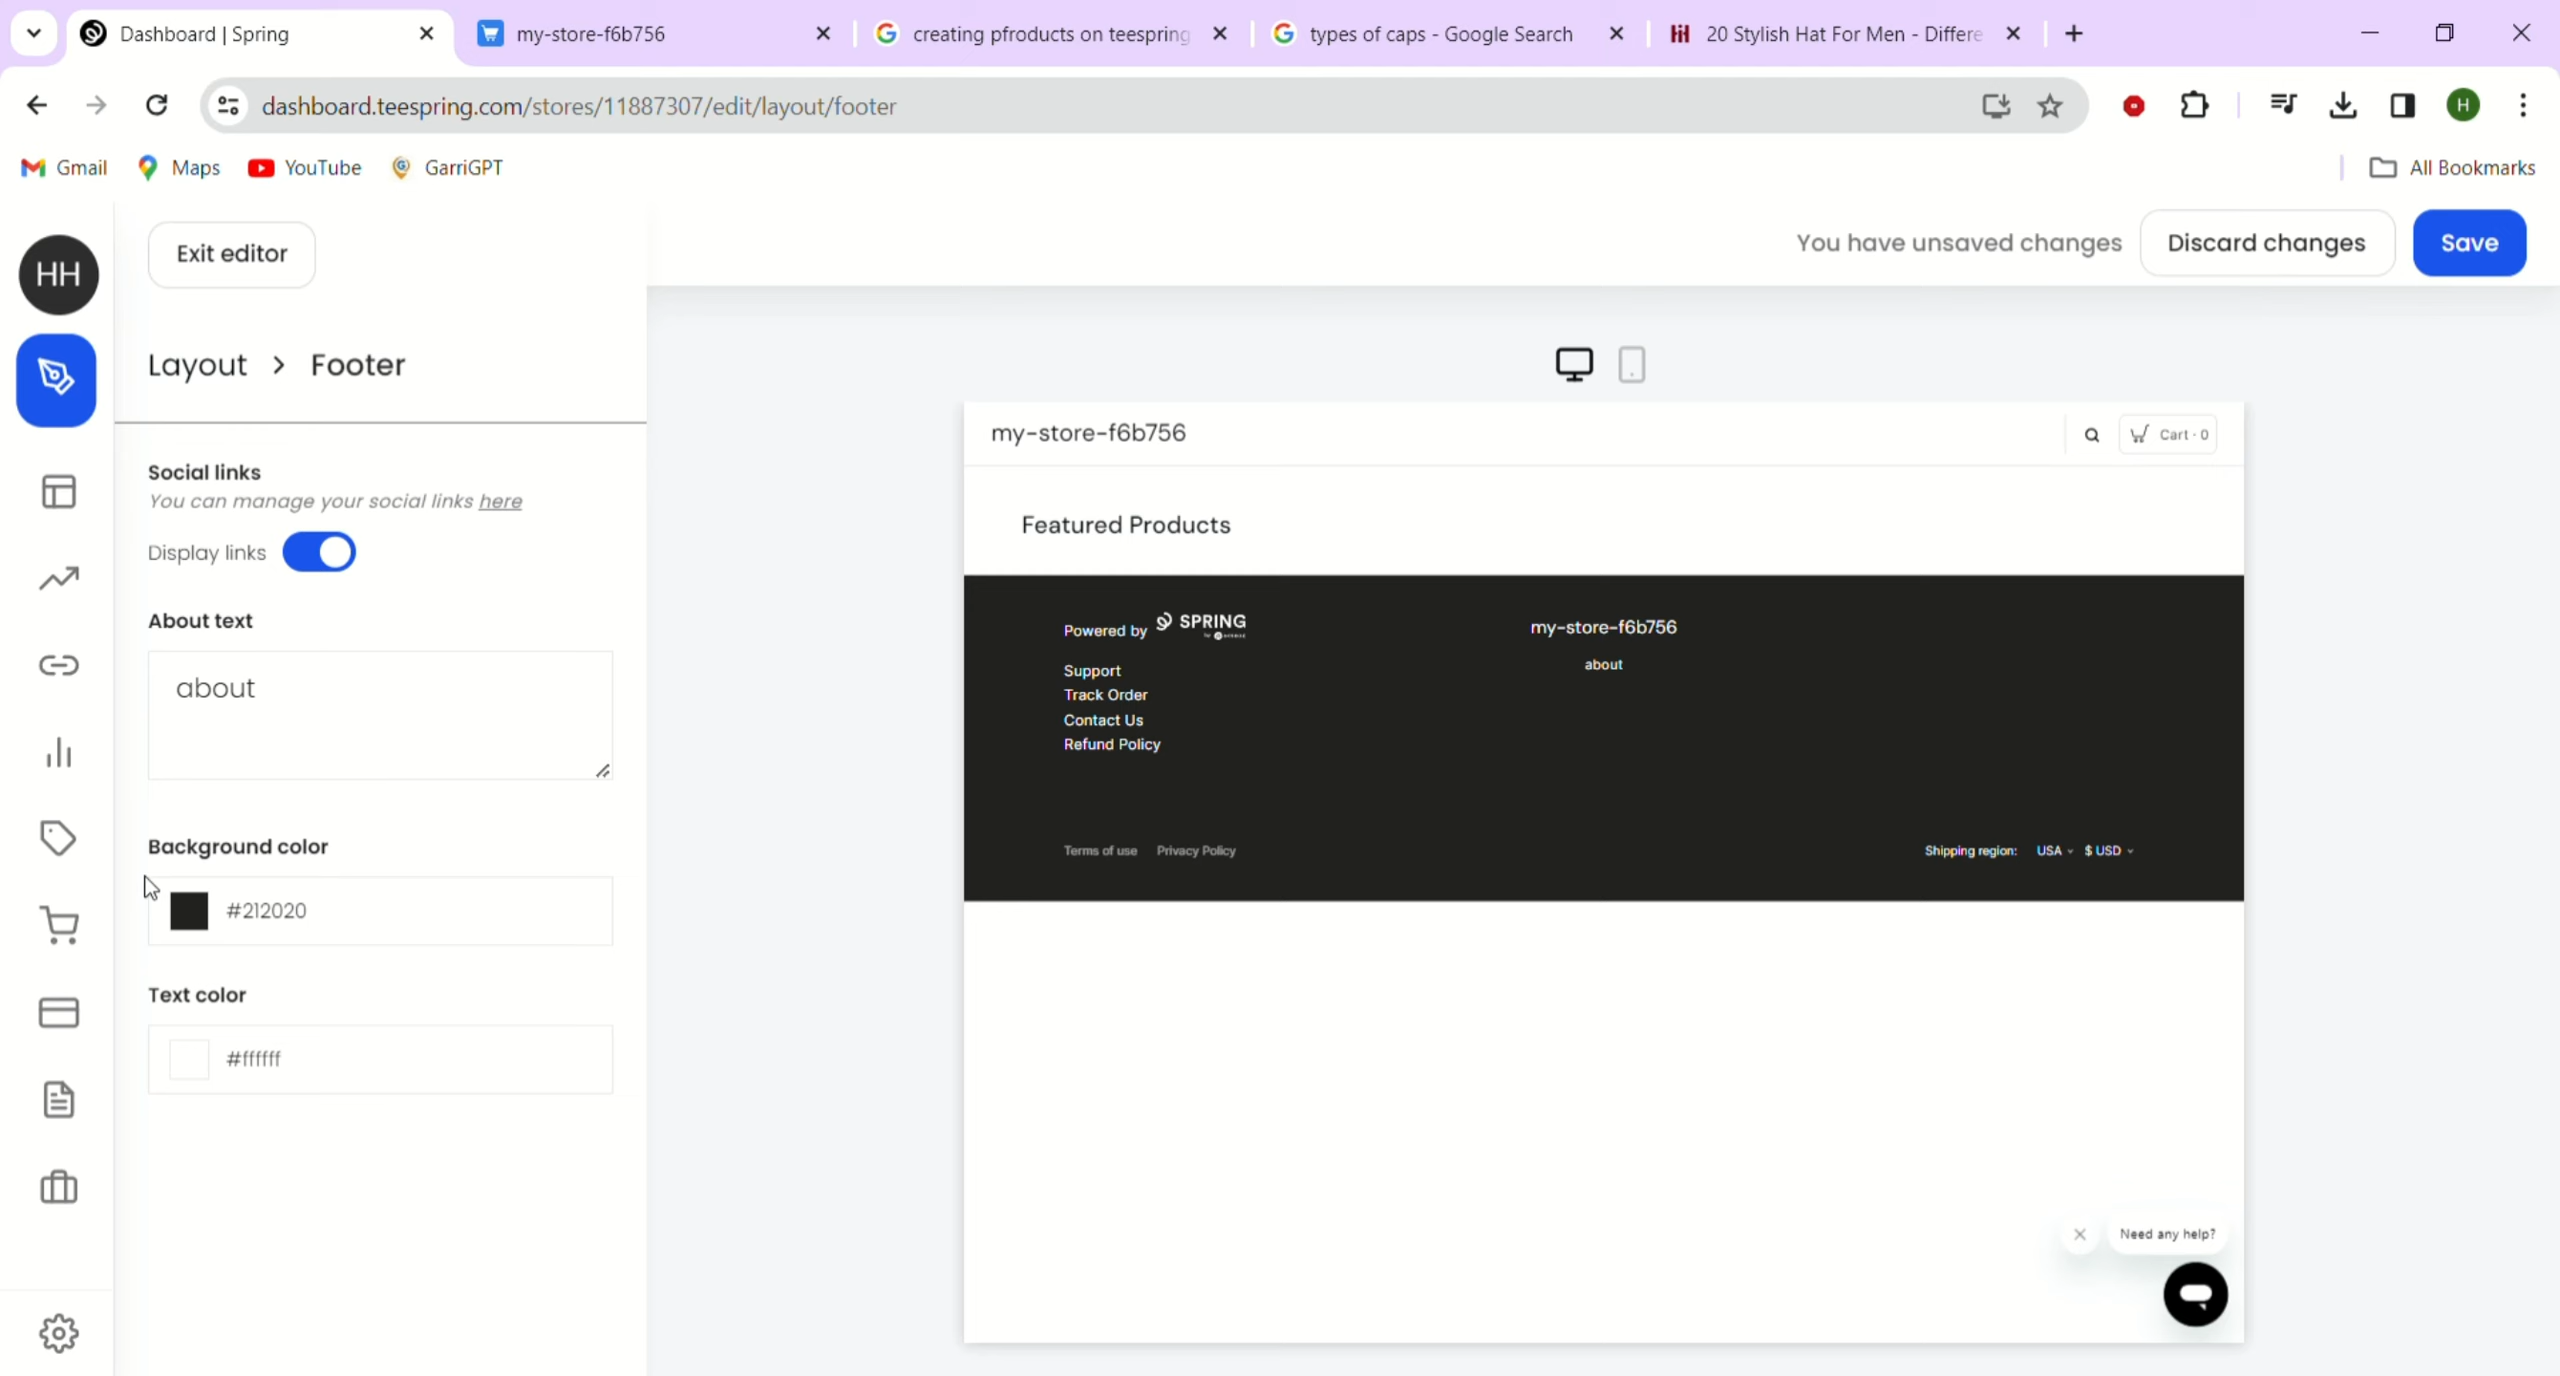 Dashboard | Spring
my-store-f6b756
creating pfroducts on teespring
types of caps - Google Search
20 Stylish Hat For Men - Differe
dashboard.teespring.com/stores/11887307/edit/layout/footer
H
Gmail
Maps
YouTube
GarriGPT
All Bookmarks
HH
Exit editor
You have unsaved changes
Discard changes
Save
Layout > Footer
Social links
You can manage your social links here
Display links
About text
about
Background color
#212020
Text color
#ffffff
my-store-f6b756
Cart · 0
Featured Products
Powered by SPRING
my-store-f6b756
about
Support
Track Order
Contact Us
Refund Policy
Terms of use
Privacy Policy
Shipping region:
USA
$ USD
Need any help?